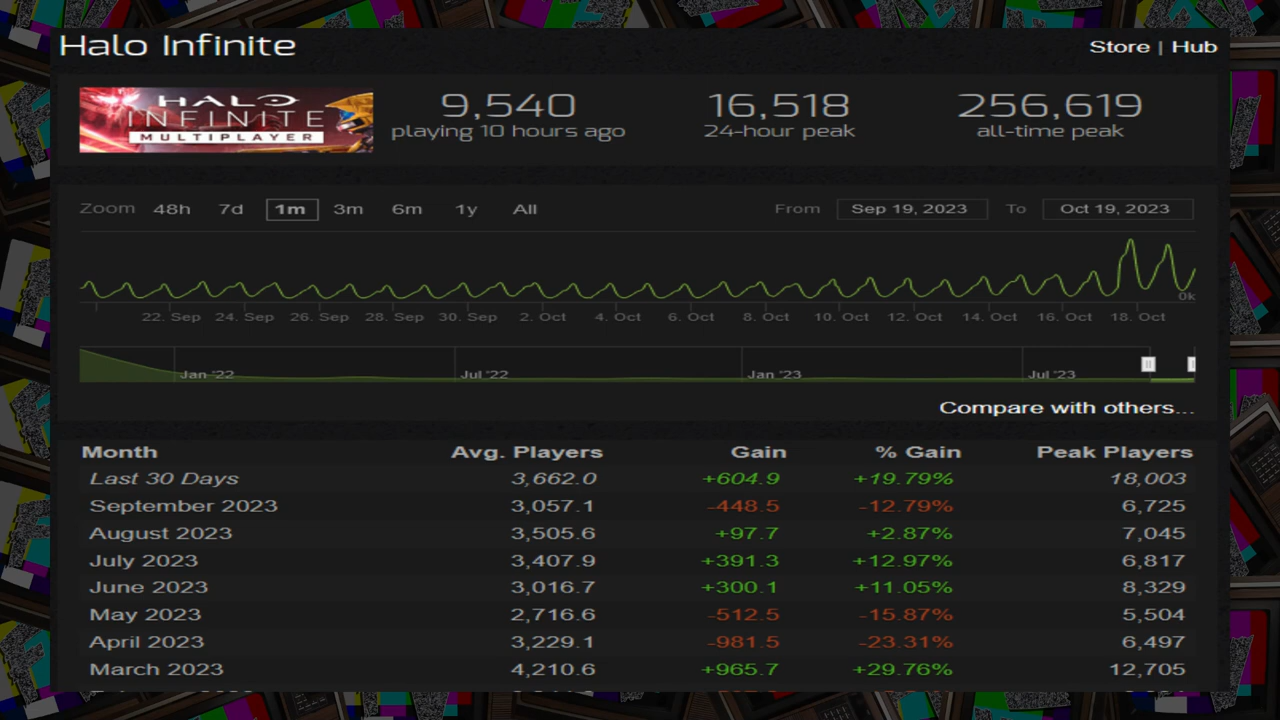 Halo Infinite
Store | Hub
HALO
INFINITE
MULTIPLAYER
9,540
playing 10 hours ago
16,518
24-hour peak
256,619
all-time peak
Zoom 48h 7d 1m 3m 6m 1y All
From Sep 19, 2023 To Oct 19, 2023
0k
22. Sep 24. Sep 26. Sep 28. Sep 30. Sep 2. Oct 4. Oct 6. Oct 8. Oct 10. Oct 12. Oct 14. Oct 16. Oct 18. Oct
Jan '22 Jul '22 Jan '23 Jul '23
Compare with others...
Month Avg. Players Gain % Gain Peak Players
Last 30 Days 3,662.0 +604.9 +19.79% 18,003
September 2023 3,057.1 -448.5 -12.79% 6,725
August 2023 3,505.6 +97.7 +2.87% 7,045
July 2023 3,407.9 +391.3 +12.97% 6,817
June 2023 3,016.7 +300.1 +11.05% 8,329
May 2023 2,716.6 -512.5 -15.87% 5,504
April 2023 3,229.1 -981.5 -23.31% 6,497
March 2023 4,210.6 +965.7 +29.76% 12,705